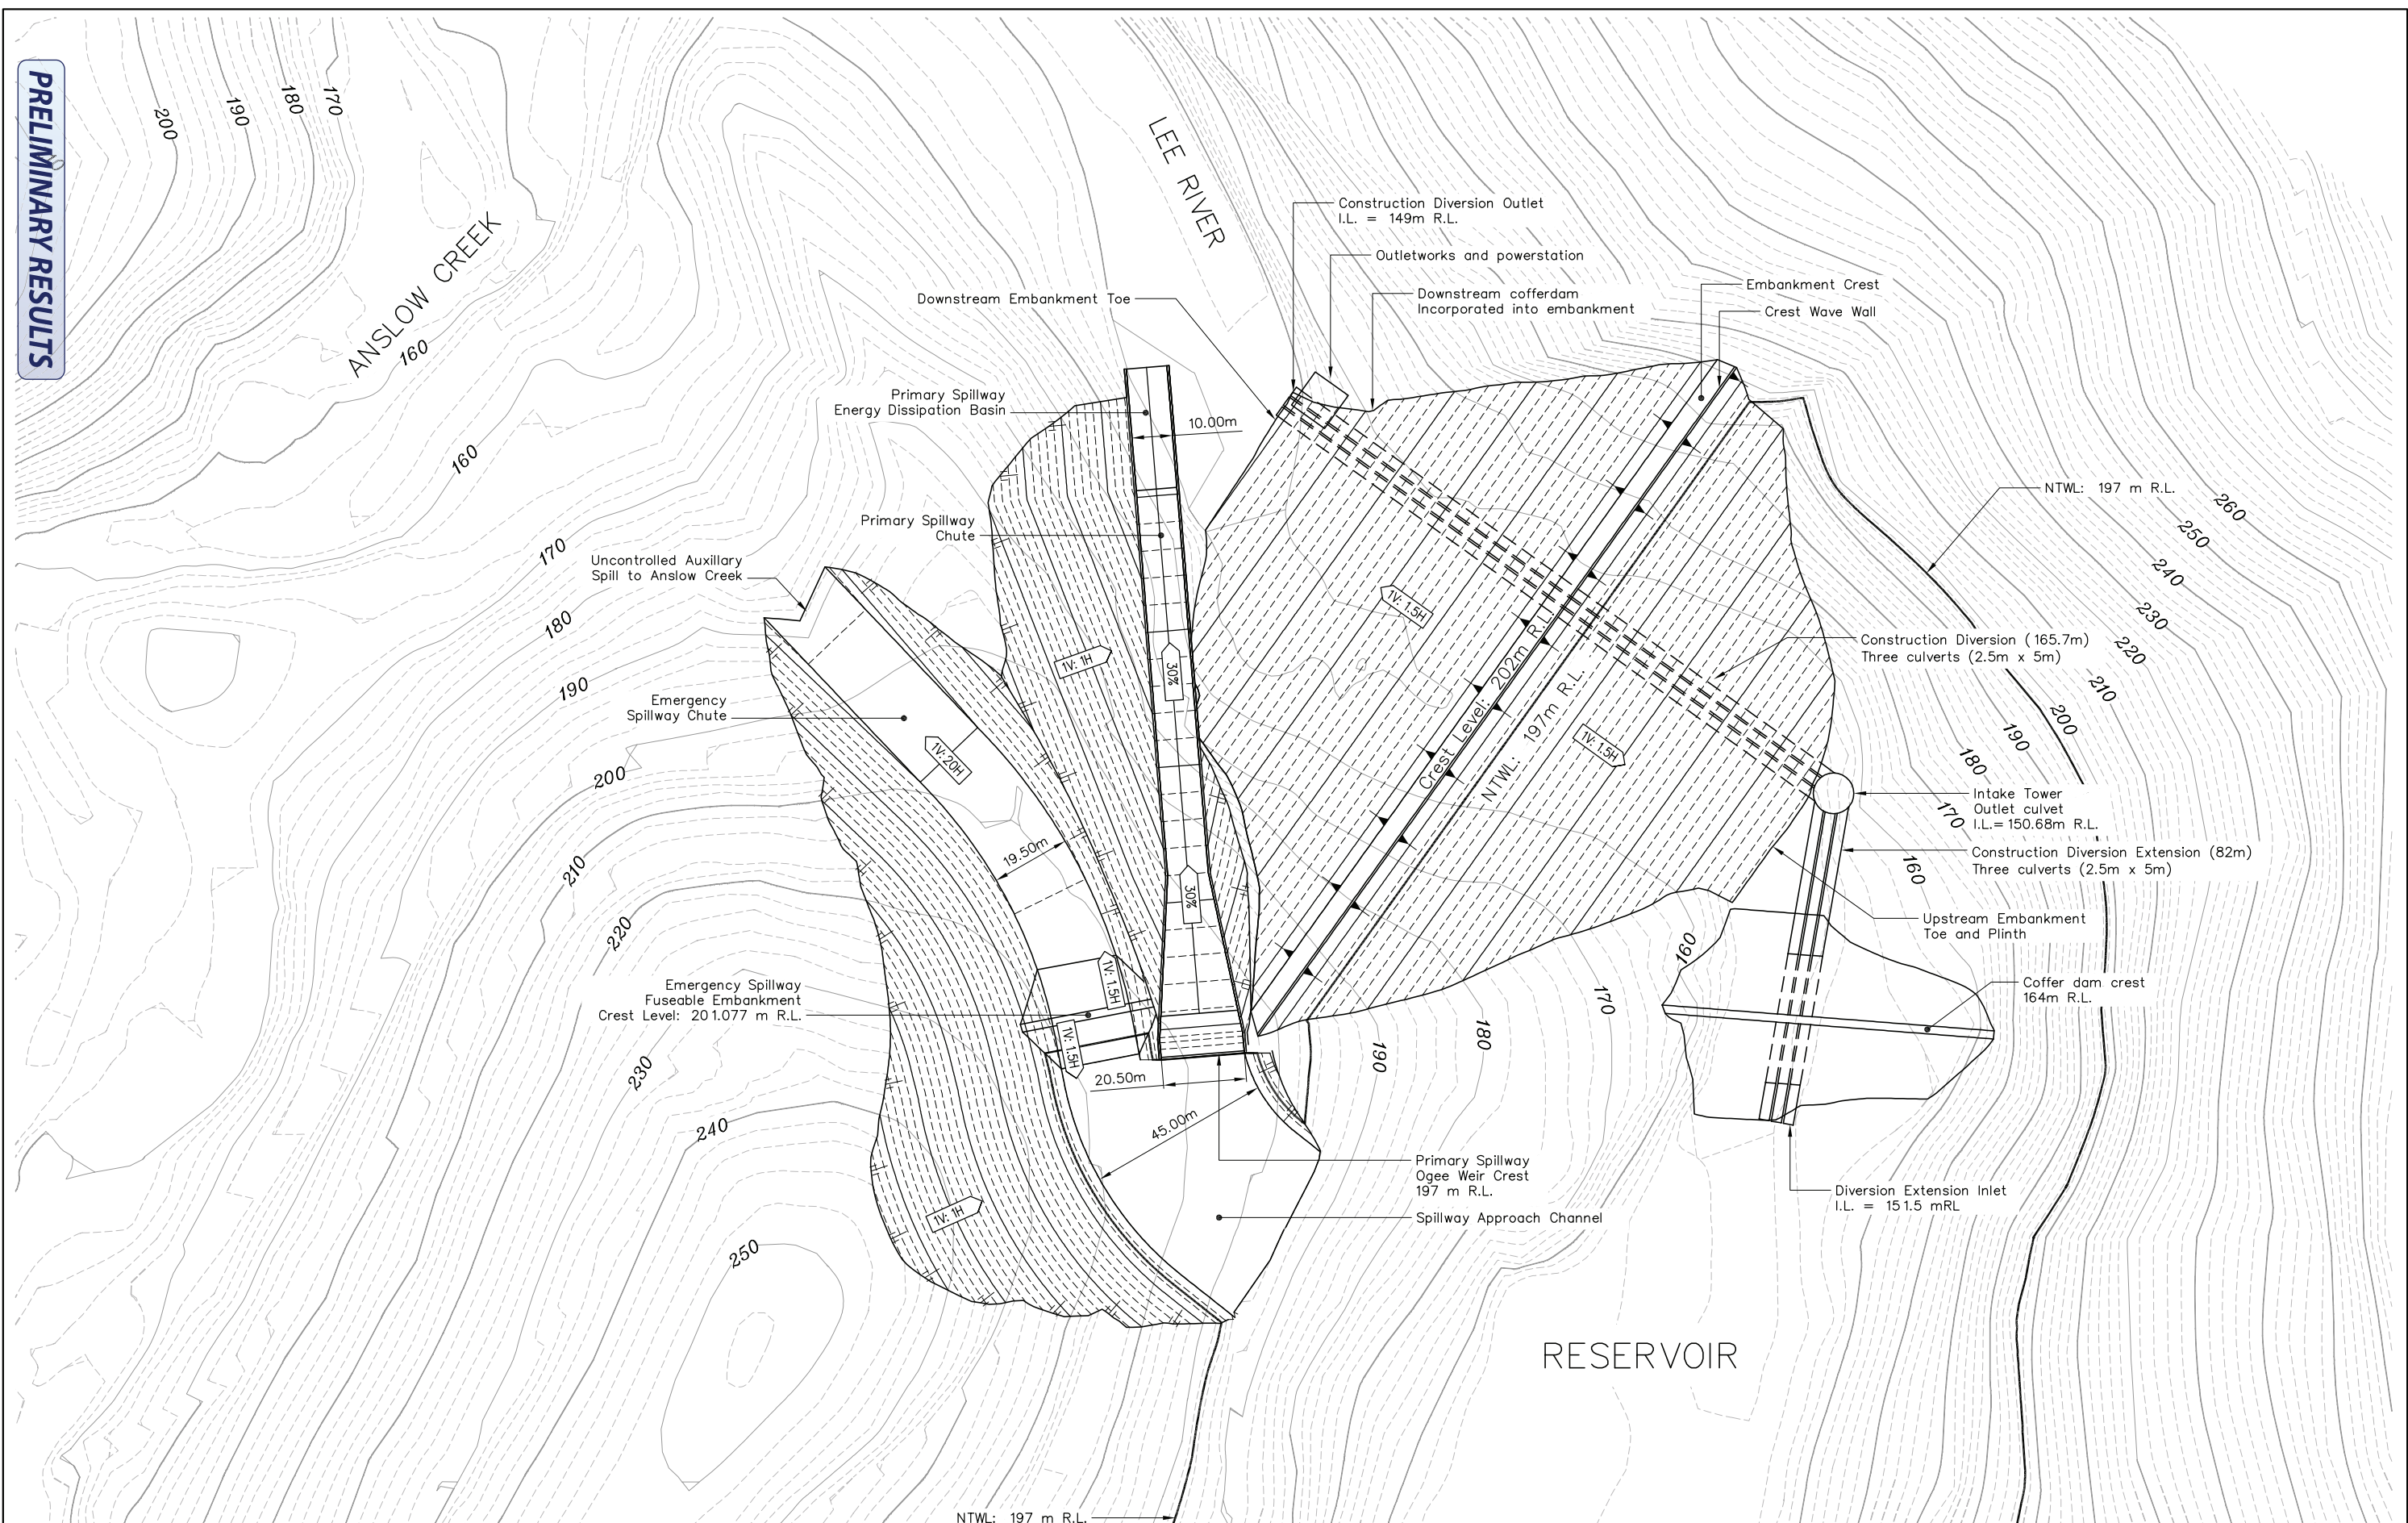 PRELIMINARY RESULTS
200
190
180
170
ANSLOW CREEK
160
160
170
180
190
200
210
220
230
240
250
LEE RIVER
Construction Diversion Outlet
I.L. = 149m R.L.
Outletworks and powerstation
Downstream Embankment Toe
Downstream cofferdam
Incorporated into embankment
Embankment Crest
Crest Wave Wall
Primary Spillway
Energy Dissipation Basin
10.00m
Primary Spillway
Chute
Uncontrolled Auxillary
Spill to Anslow Creek
Emergency
Spillway Chute
1V: 20H
1V: 1H
30%
30%
19.50m
1V: 1.5H
1V: 1.5H
Crest Level: 202m R.L.
NTWL: 197m R.L.
NTWL: 197 m R.L.
260
250
240
230
220
210
200
190
180
170
160
Construction Diversion (165.7m)
Three culverts (2.5m x 5m)
Intake Tower
Outlet culvet
I.L.= 150.68m R.L.
Construction Diversion Extension (82m)
Three culverts (2.5m x 5m)
Upstream Embankment
Toe and Plinth
Coffer dam crest
164m R.L.
160
170
180
190
Emergency Spillway
Fuseable Embankment
Crest Level: 201.077 m R.L.
1V: 1.5H
1V: 1.5H
20.50m
45.00m
1V: 1H
Primary Spillway
Ogee Weir Crest
197 m R.L.
Spillway Approach Channel
Diversion Extension Inlet
I.L. = 151.5 mRL
RESERVOIR
NTWL: 197 m R.L.